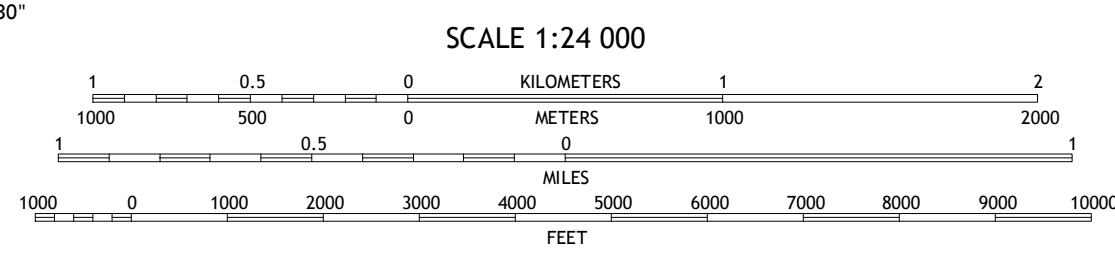 30"
SCALE 1:24 000
1 0.5 0 KILOMETERS 1 2
1000 500 0 METERS 1000 2000
1 0.5 0 1
MILES
1000 0 1000 2000 3000 4000 5000 6000 7000 8000 9000 10000
FEET